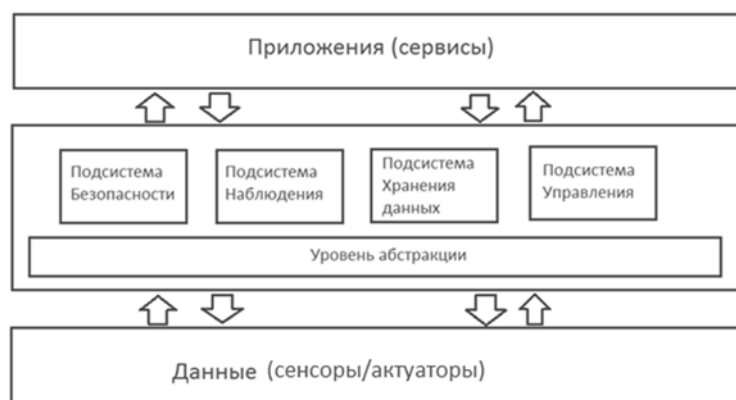 Приложения (сервисы)
Подсистема
Безопасности
Подсистема
Наблюдения
Подсистема
Хранения
данных
Подсистема
Управления
Уровень абстракции
Данные (сенсоры/актуаторы)